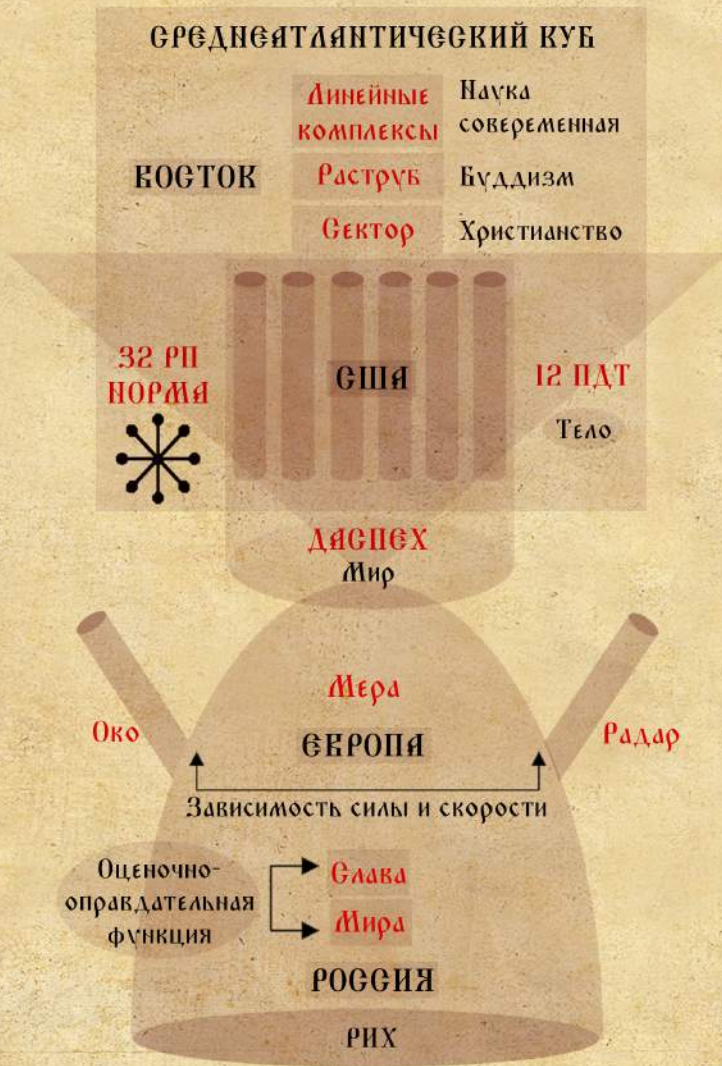 СРЕДНЕАТЛАНТИЧЕСКИЙ КУБ
Линейные
комплексы
Наука
совеременная
ВОСТОК
Раструб
Буддизм
Сектор
Христианство
32 РП
НОРМА
США
12 ПДТ
Тело
ДАСПЕХ
Мир
Мера
Око
ЕВРОПА
Радар
Зависимость силы и скорости
Оценочно-
оправдательная
функция
Слава
Мира
РОССИЯ
РИХ